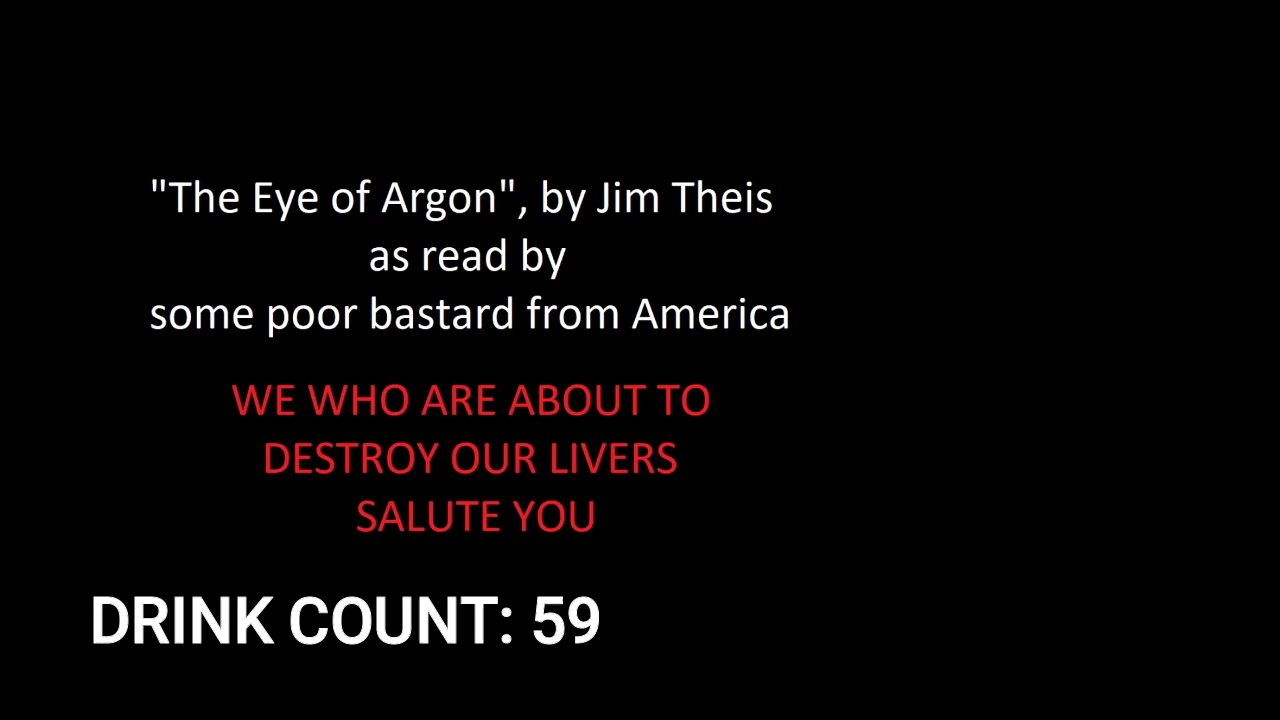 "The Eye of Argon", by Jim Theis
as read by
some poor bastard from America
WE WHO ARE ABOUT TO
DESTROY OUR LIVERS
SALUTE YOU
DRINK COUNT: 59